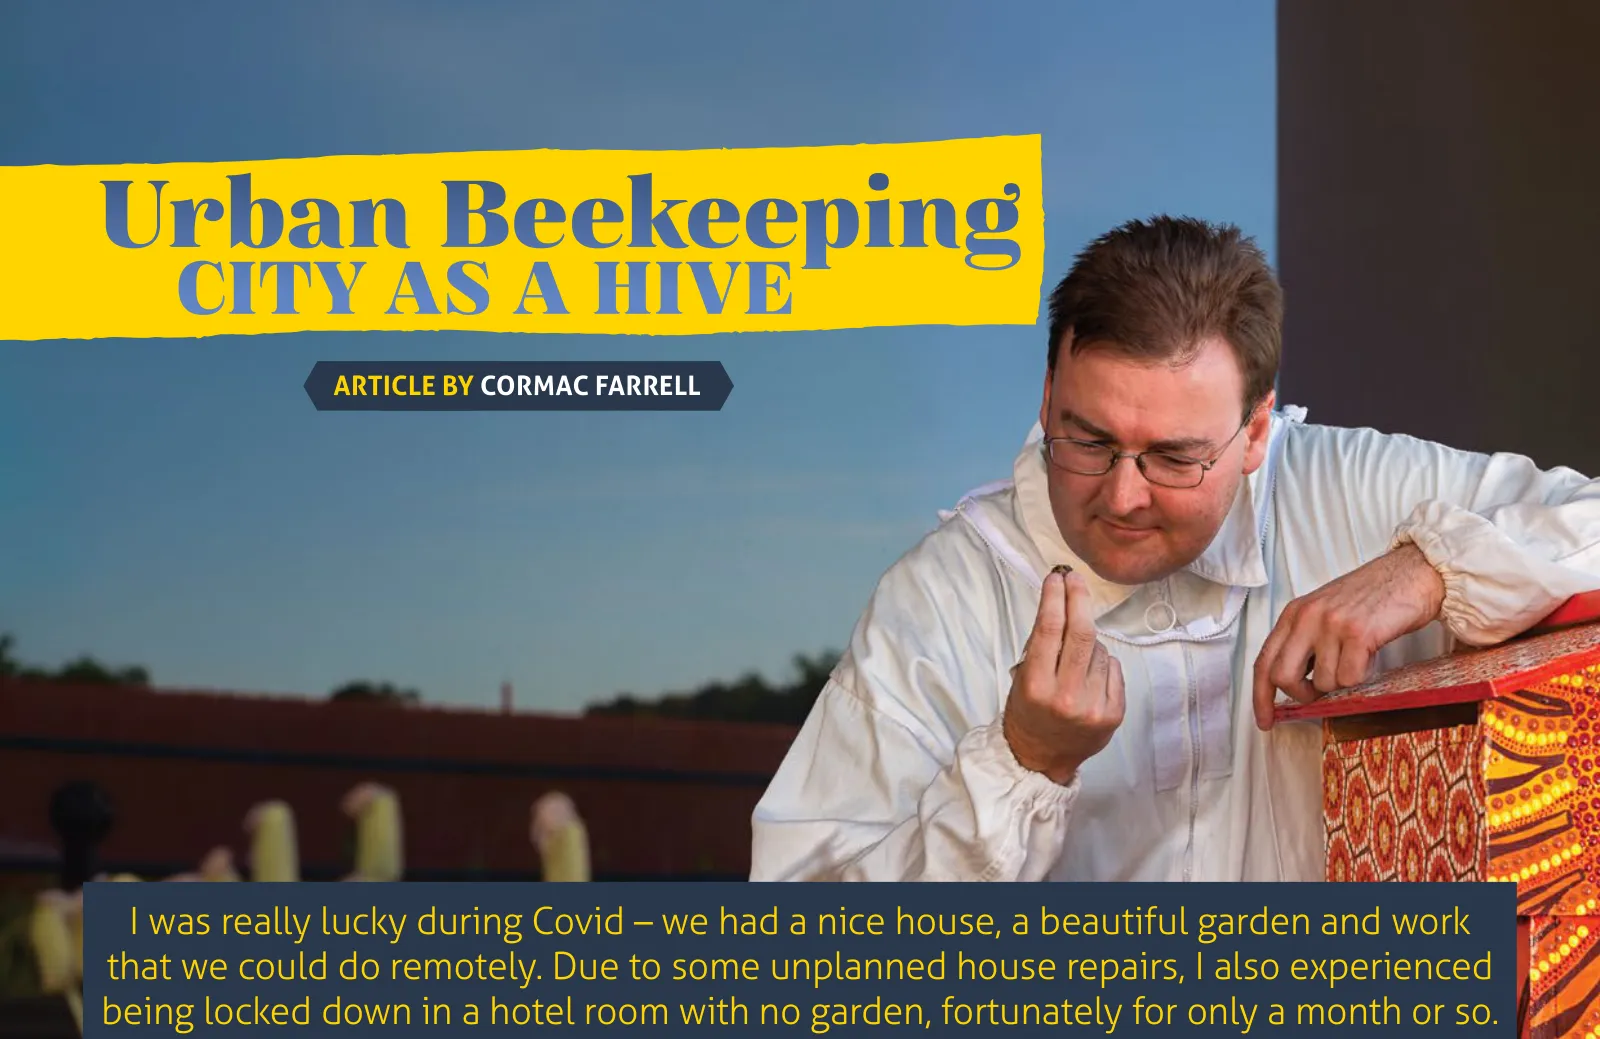 Urban Beekeeping
CITY AS A HIVE
ARTICLE BY CORMAC FARRELL
I was really lucky during Covid – we had a nice house, a beautiful garden and work
that we could do remotely. Due to some unplanned house repairs, I also experienced
being locked down in a hotel room with no garden, fortunately for only a month or so.